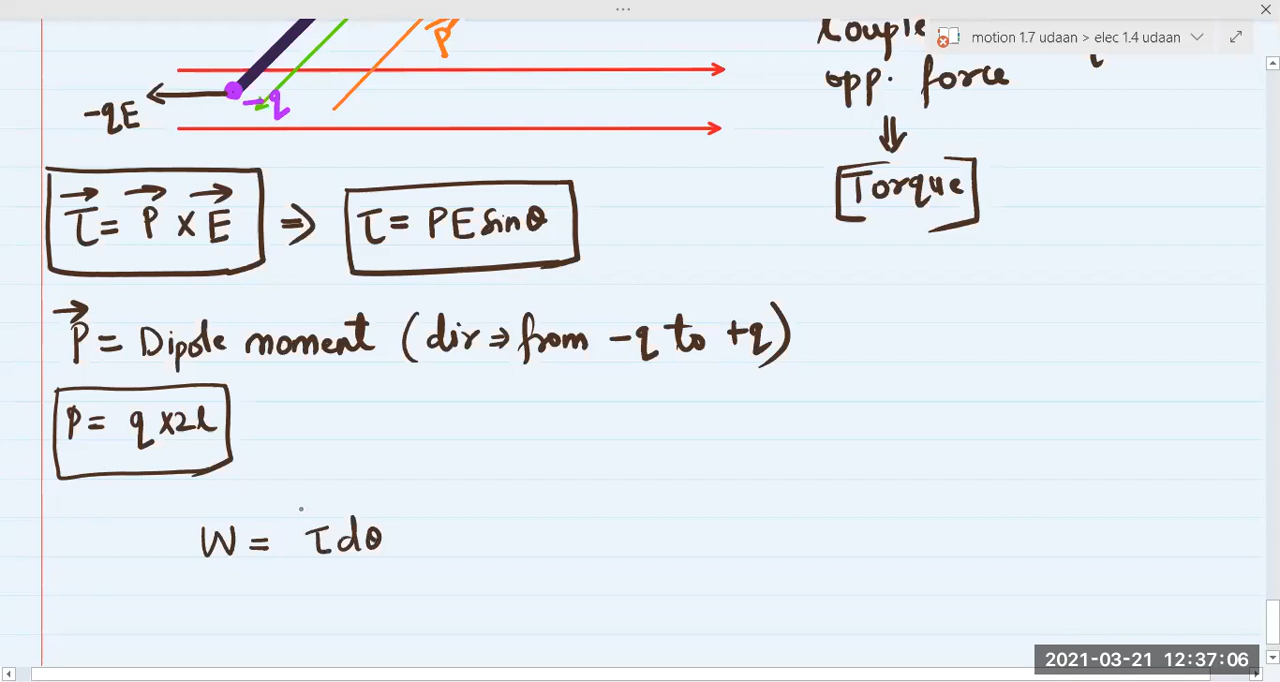 ...
Couple
motion 1.7 udaan > elec 1.4 udaan
opp. force
P
-q
-qE
⇓
[Torque]
τ = P × E ⇒ τ = PE sinθ
P = Dipole moment (dir ⇒ from -q to +q)
P = q × 2l
W = τ dθ
2021-03-21 12:37:06